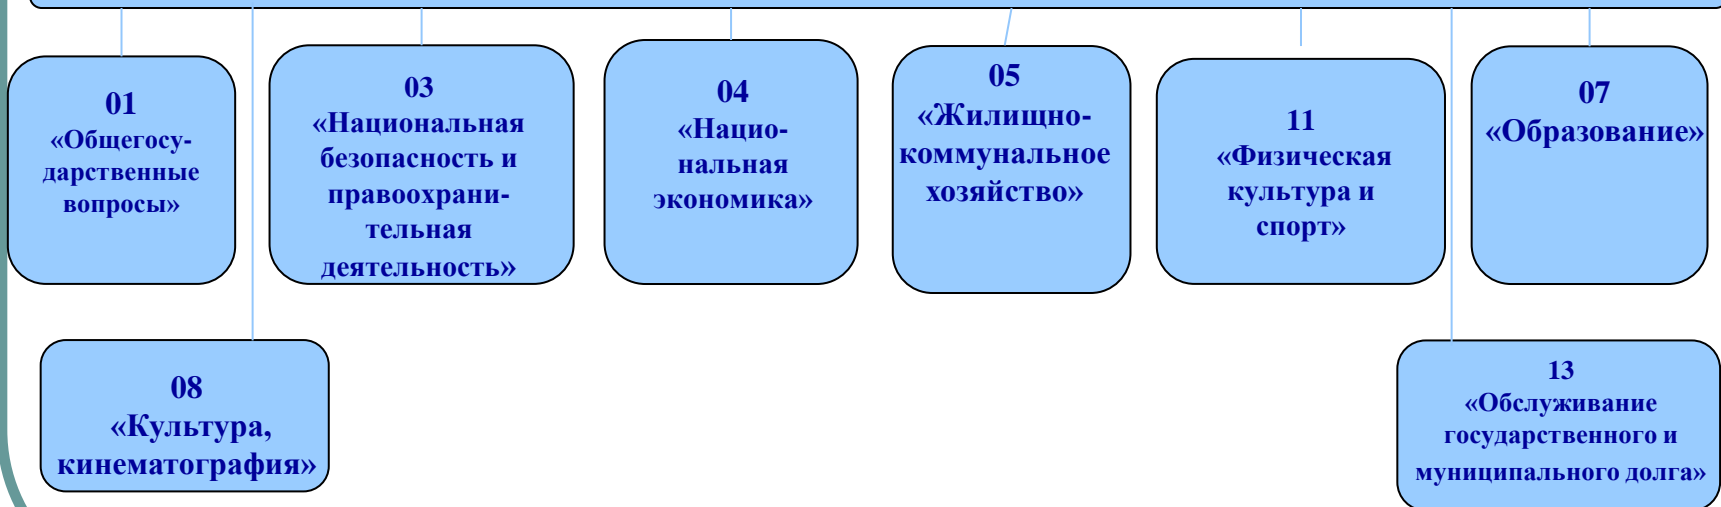 01
«Общегосу-
дарственные
вопросы»
03
«Национальная
безопасность и
правоохрани-
тельная
деятельность»
04
«Нацио-
нальная
экономика»
05
«Жилищно-
коммунальное
хозяйство»
11
«Физическая
культура и
спорт»
07
«Образование»
08
«Культура,
кинематография»
13
«Обслуживание
государственного и
муниципального долга»